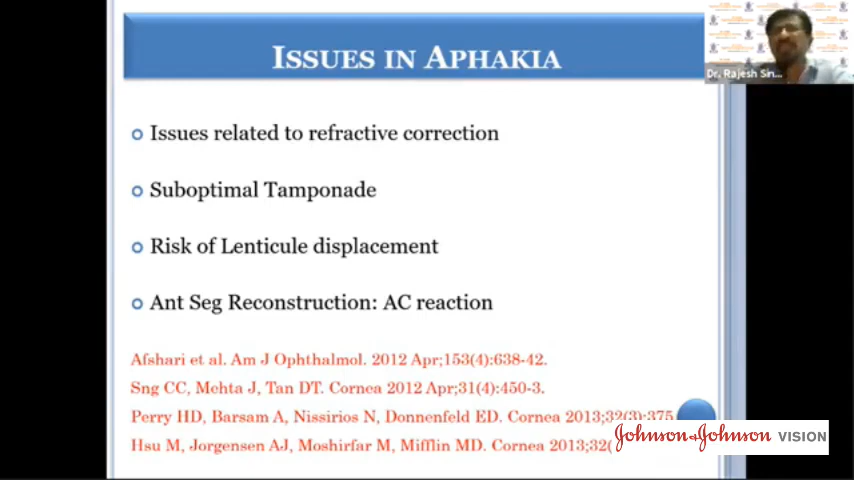 ISSUES IN APHAKIA
Dr. Rajesh Sin...
Issues related to refractive correction
Suboptimal Tamponade
Risk of Lenticule displacement
Ant Seg Reconstruction: AC reaction
Afshari et al. Am J Ophthalmol. 2012 Apr;153(4):638-42.
Sng CC, Mehta J, Tan DT. Cornea 2012 Apr;31(4):450-3.
Perry HD, Barsam A, Nissirios N, Donnenfeld ED. Cornea 2013;32(3):375
Hsu M, Jorgensen AJ, Moshirfar M, Mifflin MD. Cornea 2013;32(
Johnson & Johnson VISION